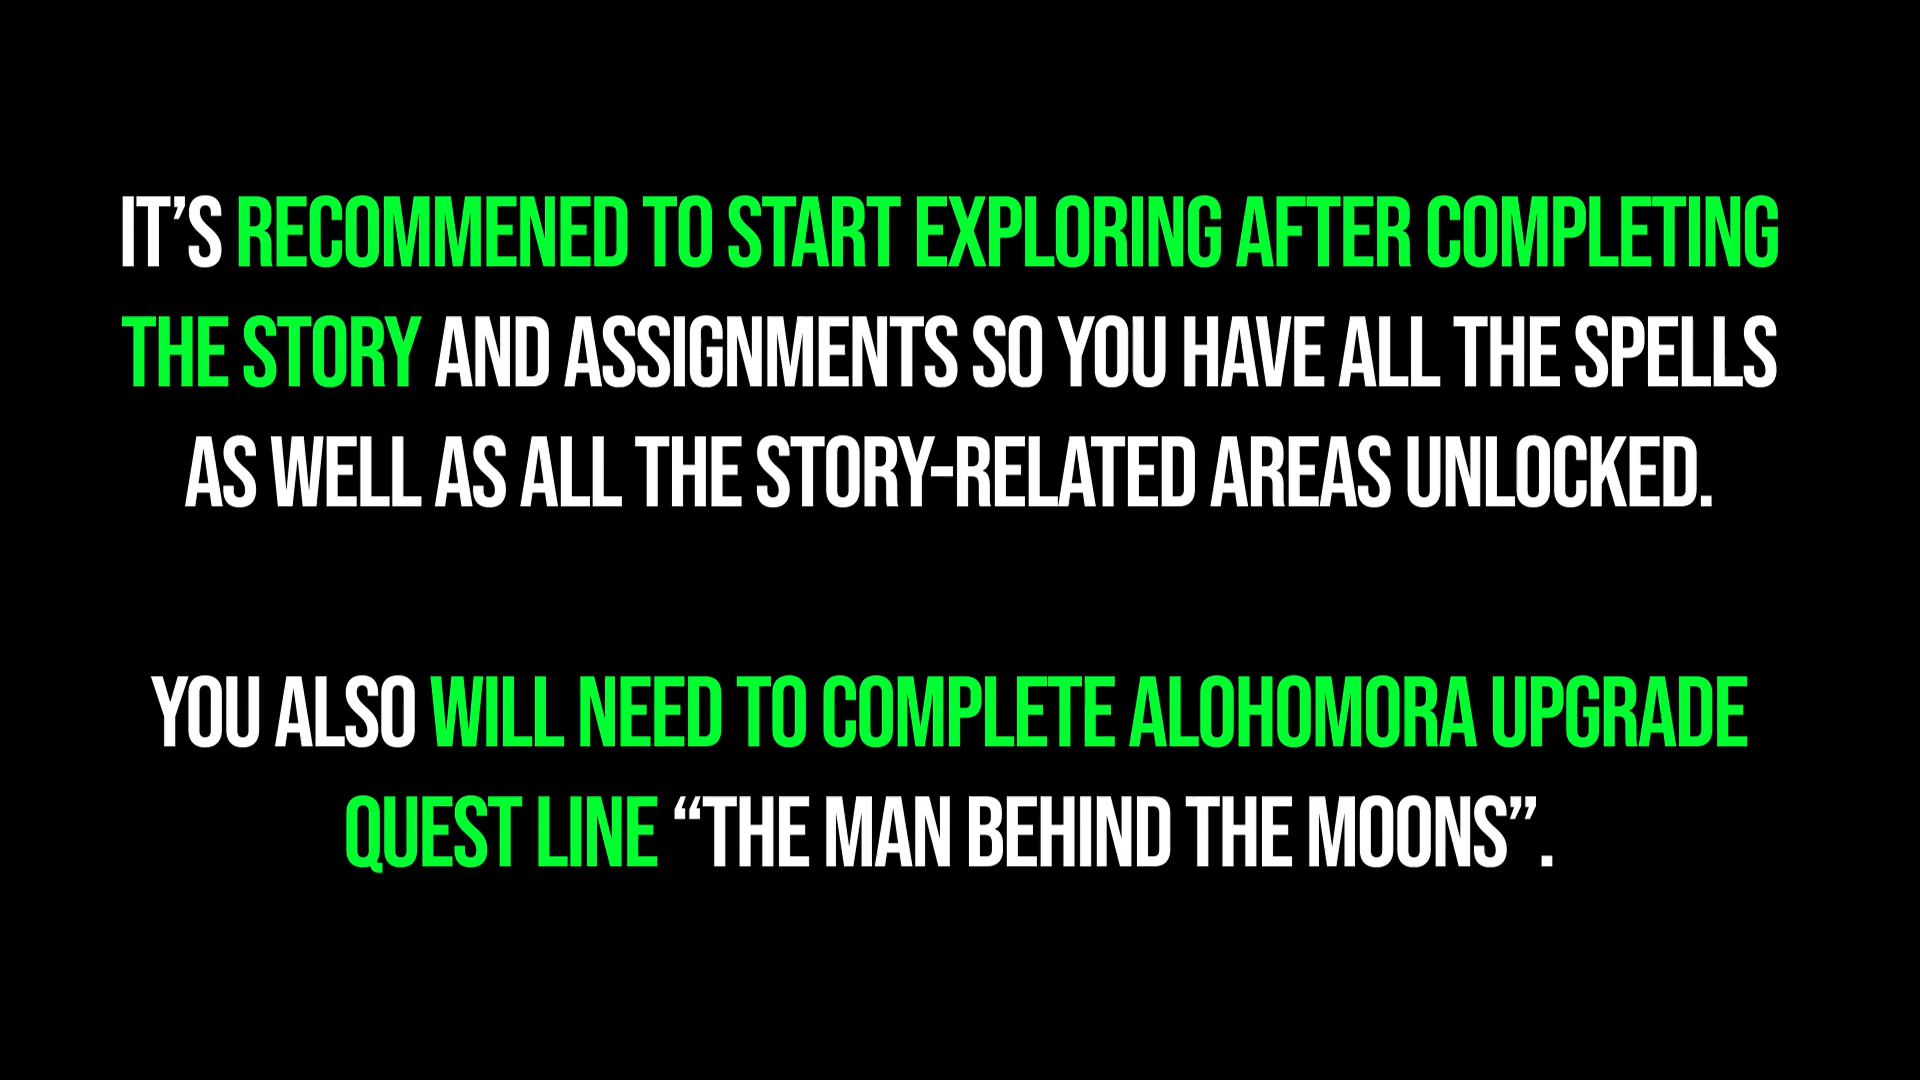 IT’S RECOMMENED TO START EXPLORING AFTER COMPLETING
THE STORY AND ASSIGNMENTS SO YOU HAVE ALL THE SPELLS
AS WELL AS ALL THE STORY-RELATED AREAS UNLOCKED.
YOU ALSO WILL NEED TO COMPLETE ALOHOMORA UPGRADE
QUEST LINE “THE MAN BEHIND THE MOONS”.